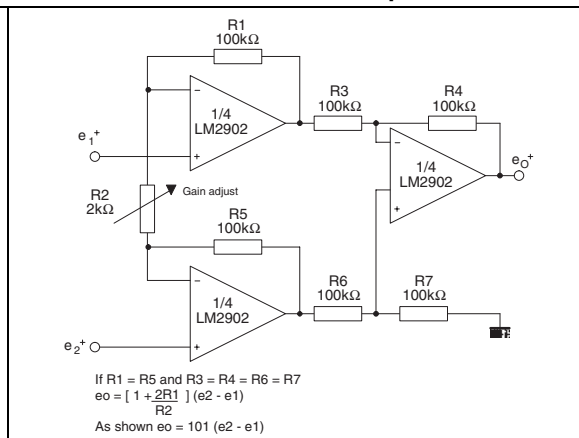 R1
100kΩ
1/4
LM2902
R3
100kΩ
R4
100kΩ
e1+
1/4
LM2902
eO+
R2
2kΩ
Gain adjust
R5
100kΩ
1/4
LM2902
R6
100kΩ
R7
100kΩ
e2+
If R1 = R5 and R3 = R4 = R6 = R7
eo = [ 1 + 2R1
R2 ] (e2 - e1)
As shown eo = 101 (e2 - e1)